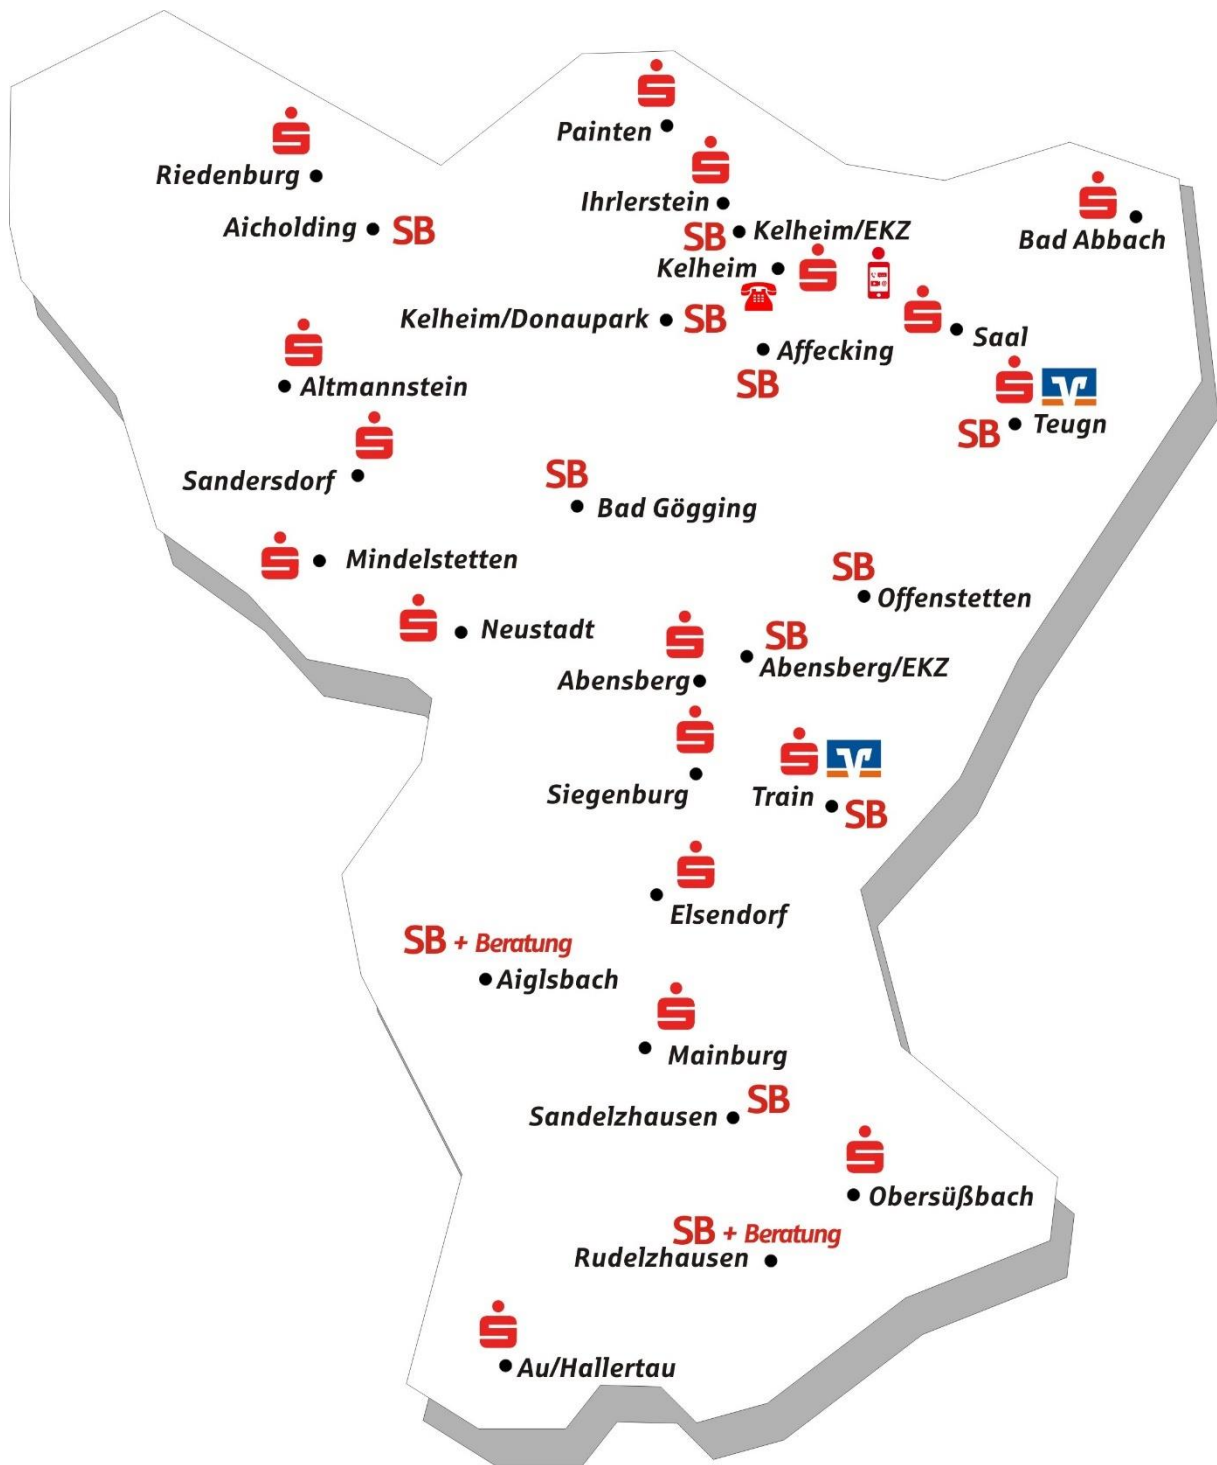 Painten
Riedenburg
Ihrlerstein
Aicholding SB
SB Kelheim/EKZ
Bad Abbach
Kelheim
Kelheim/Donaupark SB
Saal
Affecking
SB
Altmannstein
Teugn
SB
Sandersdorf
SB
Bad Gögging
Mindelstetten
SB
Offenstetten
Neustadt
SB
Abensberg/EKZ
Abensberg
Siegenburg
Train
SB
Elsendorf
SB + Beratung
Aiglsbach
Mainburg
SB
Sandelzhausen
Obersüßbach
SB + Beratung
Rudelzhausen
Au/Hallertau